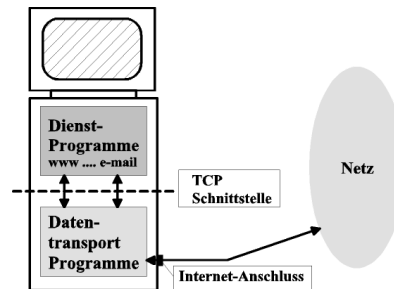 Dienst-
Programme
www .... e-mail
TCP
Schnittstelle
Netz
Daten-
transport
Programme
Internet-Anschluss